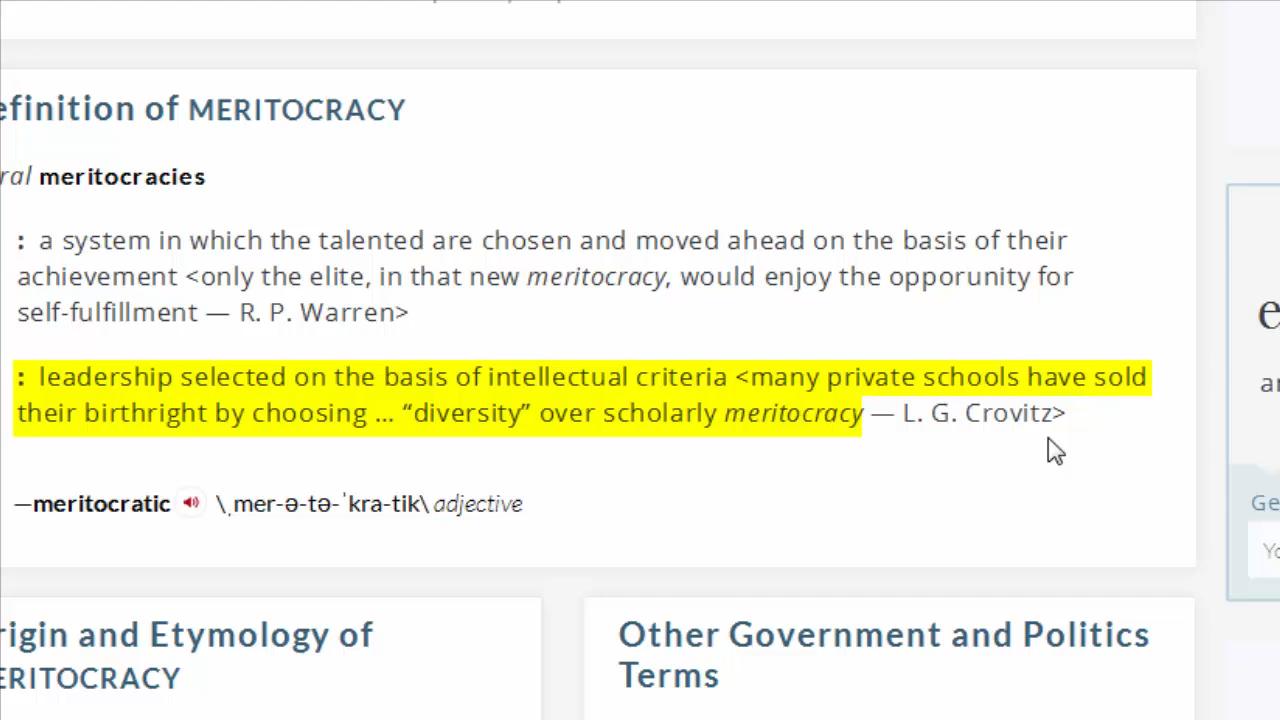 efinition of MERITOCRACY
ral meritocracies
: a system in which the talented are chosen and moved ahead on the basis of their
achievement <only the elite, in that new meritocracy, would enjoy the opporunity for
self-fulfillment — R. P. Warren>
: leadership selected on the basis of intellectual criteria <many private schools have sold
their birthright by choosing ... “diversity” over scholarly meritocracy — L. G. Crovitz>
—meritocratic \ˌmer-ə-tə-ˈkra-tik\ adjective
rigin and Etymology of
ERITOCRACY
Other Government and Politics
Terms
e
ar
Ge
Yo